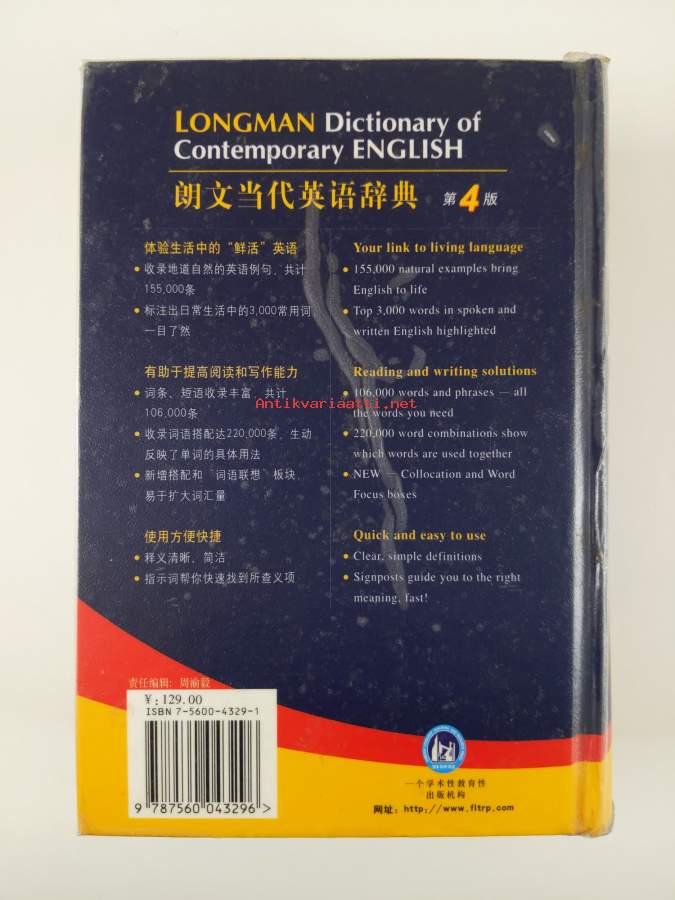 LONGMAN Dictionary of
Contemporary ENGLISH
朗文当代英语辞典 第4版
体验生活中的“鲜活”英语
● 收录地道自然的英语例句，共计
155,000条
● 标注出日常生活中的3,000常用词，
一目了然
有助于提高阅读和写作能力
● 词条、短语收录丰富，共计
106,000条
● 收录词语搭配达220,000条，生动
反映了单词的具体用法
● 新增搭配和“词语联想”板块，
易于扩大词汇量
使用方便快捷
● 释义清晰、简洁
● 指示词帮你快速找到所查义项
Your link to living language
● 155,000 natural examples bring
English to life
● Top 3,000 words in spoken and
written English highlighted
Reading and writing solutions
● 106,000 words and phrases — all
the words you need
● 220,000 word combinations show
which words are used together
● NEW — Collocation and Word
Focus boxes
Quick and easy to use
● Clear, simple definitions
● Signposts guide you to the right
meaning, fast!
Antikvariaatti.net
责任编辑：周渝毅
¥: 129.00
ISBN 7-5600-4329-1
9 787560 043296 >
一个学术性教育性
出版机构
网址：http://www.fltrp.com